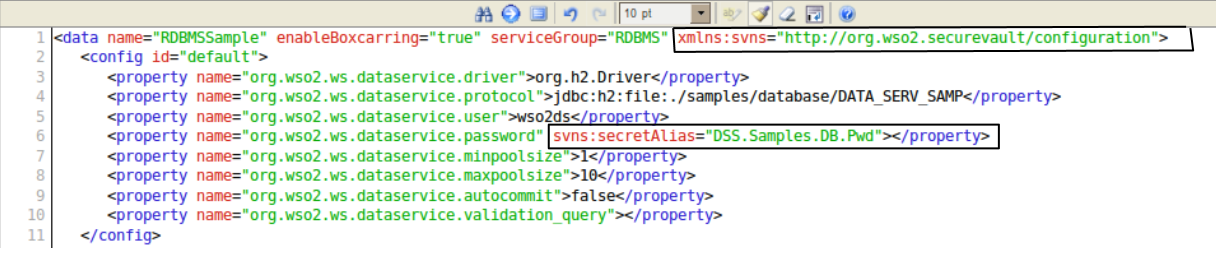 10 pt
1 <data name="RDBMSSample" enableBoxcarring="true" serviceGroup="RDBMS" xmlns:svns="http://org.wso2.securevault/configuration">
2 <config id="default">
3 <property name="org.wso2.ws.dataservice.driver">org.h2.Driver</property>
4 <property name="org.wso2.ws.dataservice.protocol">jdbc:h2:file:./samples/database/DATA_SERV_SAMP</property>
5 <property name="org.wso2.ws.dataservice.user">wso2ds</property>
6 <property name="org.wso2.ws.dataservice.password" svns:secretAlias="DSS.Samples.DB.Pwd"></property>
7 <property name="org.wso2.ws.dataservice.minpoolsize">1</property>
8 <property name="org.wso2.ws.dataservice.maxpoolsize">10</property>
9 <property name="org.wso2.ws.dataservice.autocommit">false</property>
10 <property name="org.wso2.ws.dataservice.validation_query"></property>
11 </config>